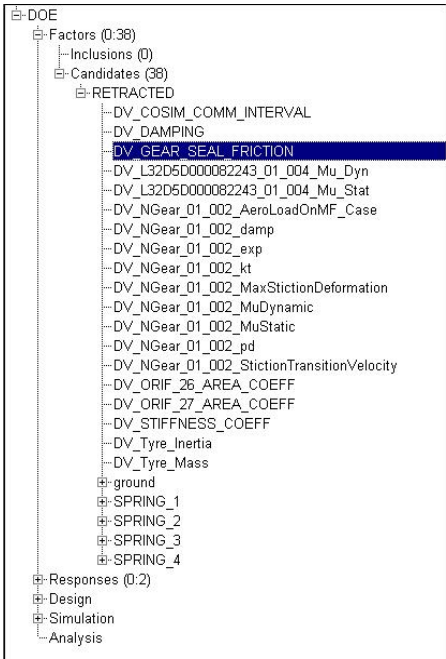 DOE
Factors (0:38)
Inclusions (0)
Candidates (38)
RETRACTED
DV_COSIM_COMM_INTERVAL
DV_DAMPING
DV_GEAR_SEAL_FRICTION
DV_L32D5D000082243_01_004_Mu_Dyn
DV_L32D5D000082243_01_004_Mu_Stat
DV_NGear_01_002_AeroLoadOnMF_Case
DV_NGear_01_002_damp
DV_NGear_01_002_exp
DV_NGear_01_002_kt
DV_NGear_01_002_MaxStictionDeformation
DV_NGear_01_002_MuDynamic
DV_NGear_01_002_MuStatic
DV_NGear_01_002_pd
DV_NGear_01_002_StictionTransitionVelocity
DV_ORIF_26_AREA_COEFF
DV_ORIF_27_AREA_COEFF
DV_STIFFNESS_COEFF
DV_Tyre_Inertia
DV_Tyre_Mass
ground
SPRING_1
SPRING_2
SPRING_3
SPRING_4
Responses (0:2)
Design
Simulation
Analysis